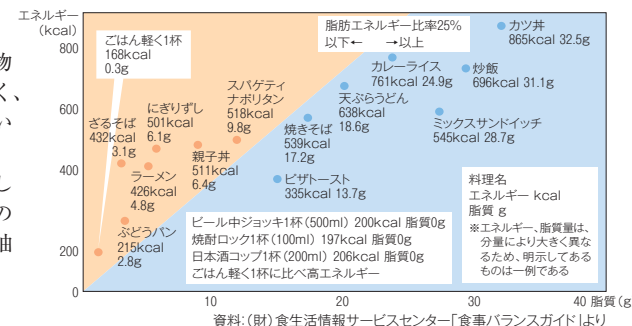 物
く、
い
し
の
油
エネルギー
(kcal)
800
600
400
200
0
10
20
30
40 脂質(g
脂肪エネルギー比率25%
以下← →以上
ごはん軽く1杯
168kcal
0.3g
カツ丼
865kcal 32.5g
カレーライス
761kcal 24.9g
炒飯
696kcal 31.1g
スパゲティ
ナポリタン
518kcal
9.8g
天ぷらうどん
638kcal
18.6g
にぎりずし
501kcal
6.1g
ざるそば
432kcal
3.1g
焼きそば
539kcal
17.2g
ミックスサンドイッチ
545kcal 28.7g
親子丼
511kcal
6.4g
ラーメン
426kcal
4.8g
ピザトースト
335kcal 13.7g
ぶどうパン
215kcal
2.8g
料理名
エネルギー kcal
脂質 g
※エネルギー、脂質量は、
分量により大きく異な
るため、明示してある
ものは一例である
ビール中ジョッキ1杯(500ml) 200kcal 脂質0g
焼酎ロック1杯(100ml) 197kcal 脂質0g
日本酒コップ1杯(200ml) 206kcal 脂質0g
ごはん軽く1杯に比べ高エネルギー
資料:(財)食生活情報サービスセンター「食事バランスガイド」より